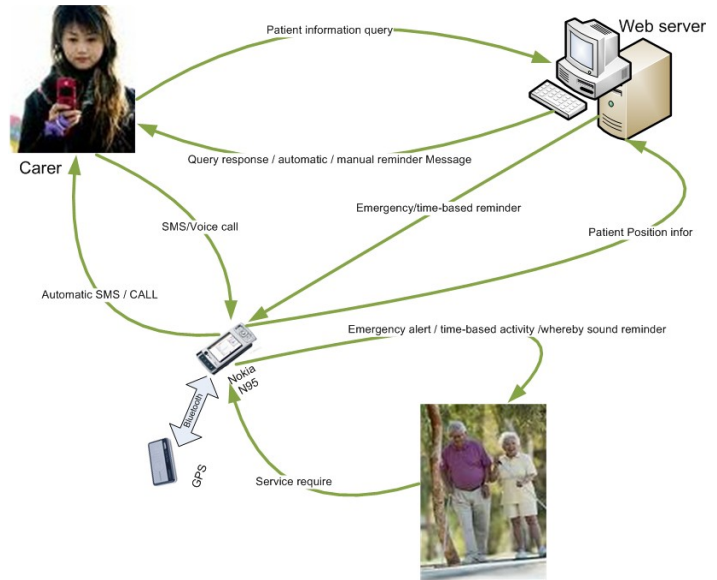 Patient information query
Web server
Query response / automatic / manual reminder Message
Carer
Emergency/time-based reminder
SMS/Voice call
Patient Position infor
Automatic SMS / CALL
Emergency alert / time-based activity /whereby sound reminder
Nokia
N95
Bluetooth
GPS
Service require